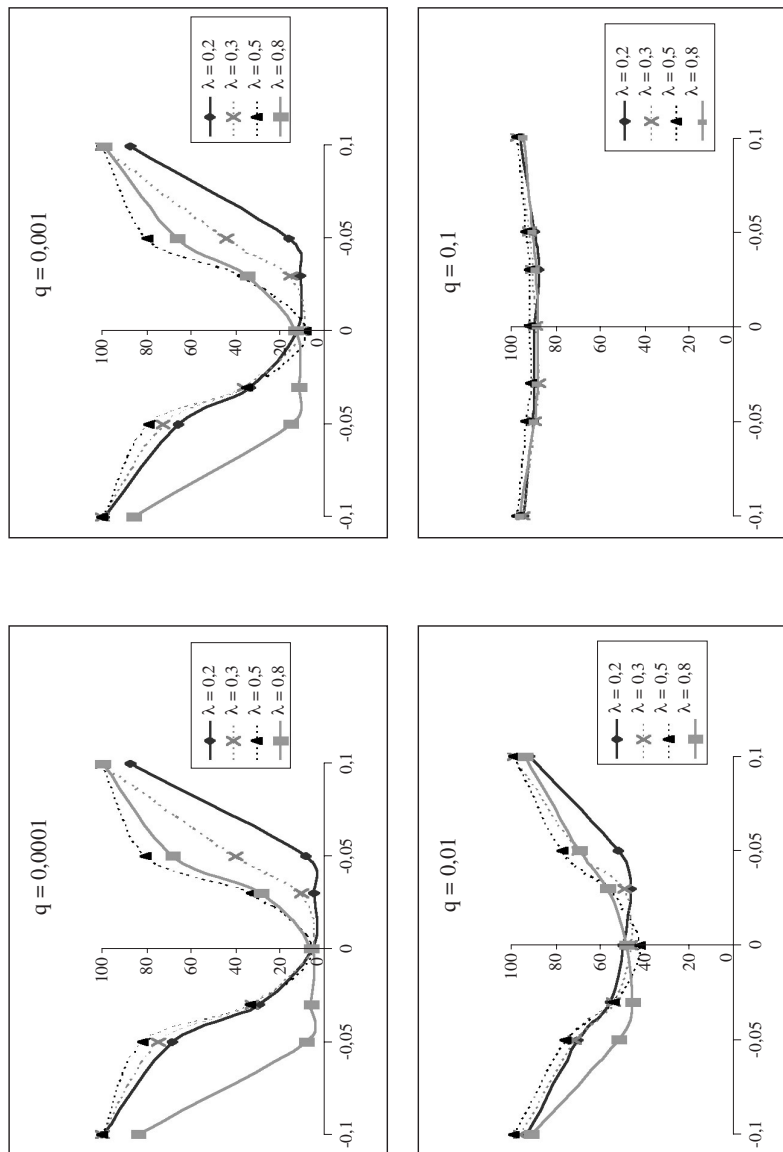 q = 0,0001
100
80
60
40
20
0
-0,1
-0,05
0
-0,05
0,1
λ = 0,2
λ = 0,3
λ = 0,5
λ = 0,8
q = 0,001
100
80
60
40
20
0
-0,1
-0,05
0
-0,05
0,1
λ = 0,2
λ = 0,3
λ = 0,5
λ = 0,8
q = 0,01
100
80
60
40
20
0
-0,1
-0,05
0
-0,05
0,1
λ = 0,2
λ = 0,3
λ = 0,5
λ = 0,8
q = 0,1
100
80
60
40
20
0
-0,1
-0,05
0
-0,05
0,1
λ = 0,2
λ = 0,3
λ = 0,5
λ = 0,8